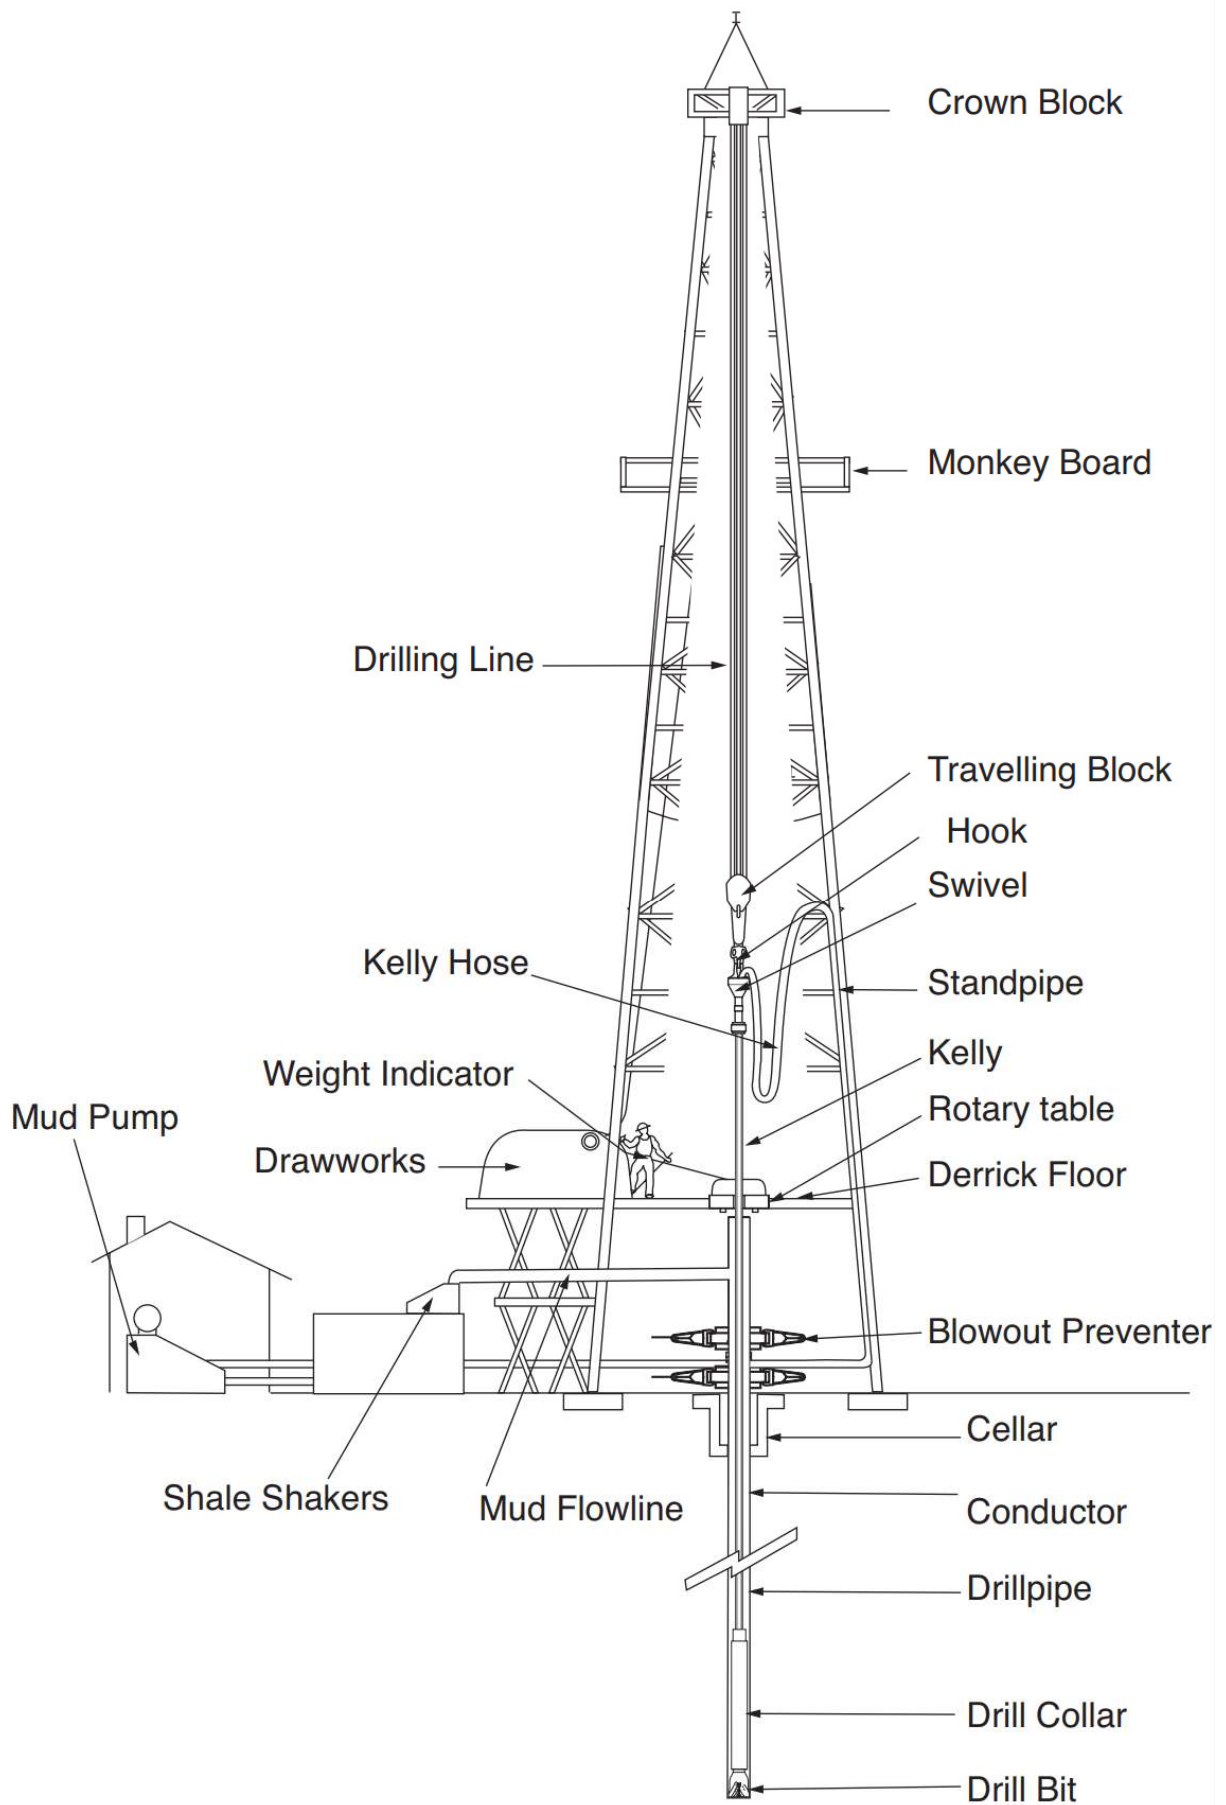 Crown Block
Monkey Board
Drilling Line
Travelling Block
Hook
Swivel
Kelly Hose
Standpipe
Kelly
Weight Indicator
Rotary table
Mud Pump
Drawworks
Derrick Floor
Blowout Preventer
Cellar
Shale Shakers
Mud Flowline
Conductor
Drillpipe
Drill Collar
Drill Bit